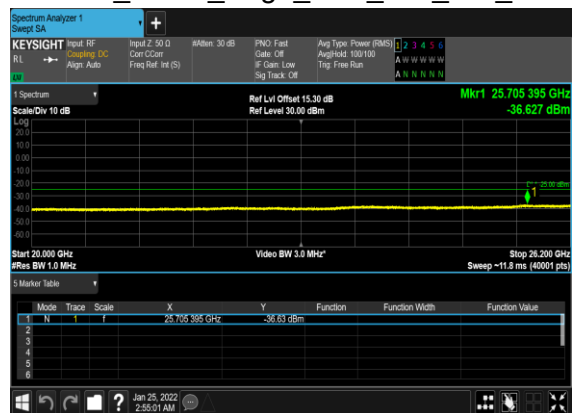 Spectrum Analyzer 1
Swept SA
+
KEYSIGHT Input: RF Input Z: 50 Ω #Atten: 30 dB PNO: Fast Avg Type: Power (RMS) 1 2 3 4 5 6
RL Coupling: DC Corr CCorr Gate: Off Avg|Hold: 100/100 A W W W W W
Align: Auto Freq Ref: Int (S) IF Gain: Low Trig: Free Run
Sig Track: Off A N N N N N
1 Spectrum Ref Lvl Offset 15.30 dB Mkr1 25.705 395 GHz
Scale/Div 10 dB Ref Level 30.00 dBm -36.627 dBm
Log
20.0
10.0
0.00
-10.0
-20.0
-30.0
-40.0
-50.0
-60.0
1
Start 20.000 GHz Video BW 3.0 MHz* Stop 26.200 GHz
#Res BW 1.0 MHz Sweep ~11.8 ms (40001 pts)
5 Marker Table
Mode Trace Scale X Y Function Function Width Function Value
1 N 1 f 25.705 395 GHz -36.63 dBm
2
3
4
5
6
? Jan 25, 2022
2:55:01 AM